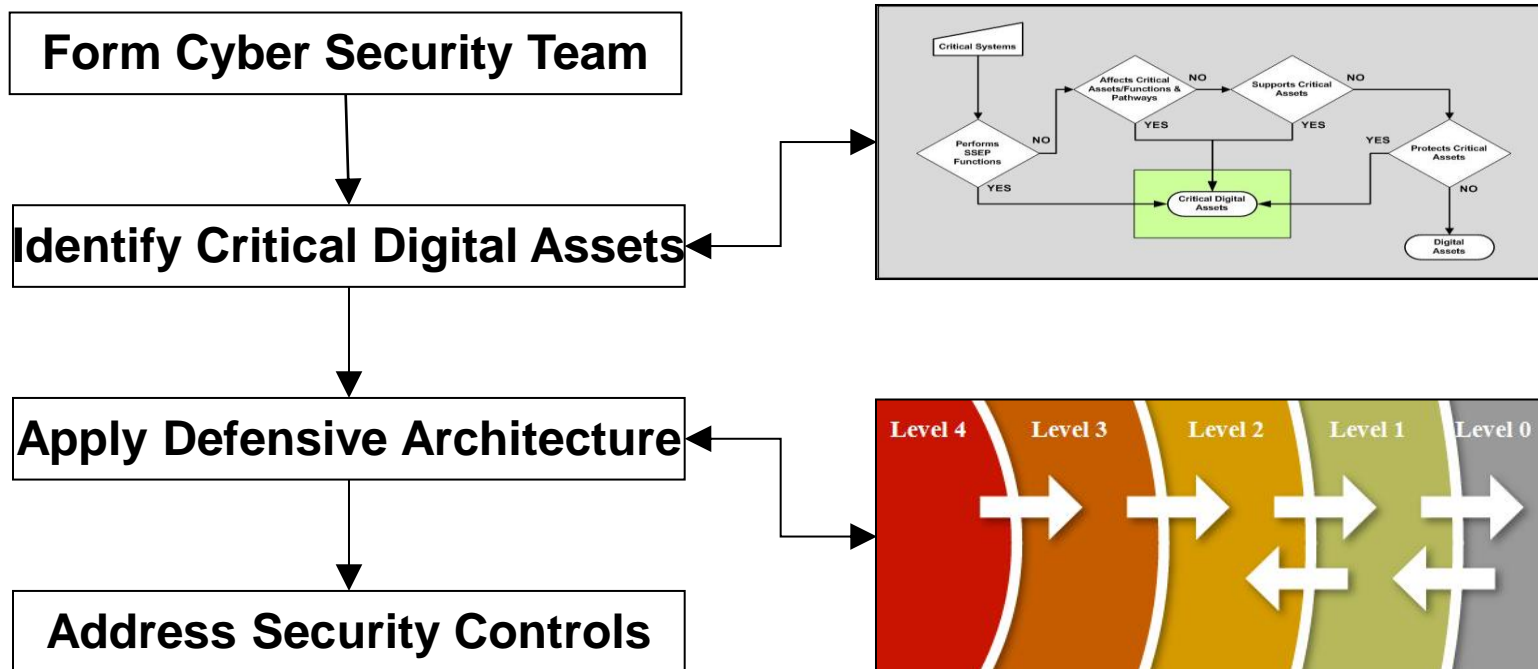 Form Cyber Security Team
Identify Critical Digital Assets
Apply Defensive Architecture
Address Security Controls
Critical Systems
Affects Critical
Assets/Functions &
Pathways
NO
Supports Critical
Assets
NO
YES
YES
Performs
SSEP
Functions
NO
YES
YES
Protects Critical
Assets
NO
Critical Digital
Assets
Digital
Assets
Level 4
Level 3
Level 2
Level 1
Level 0